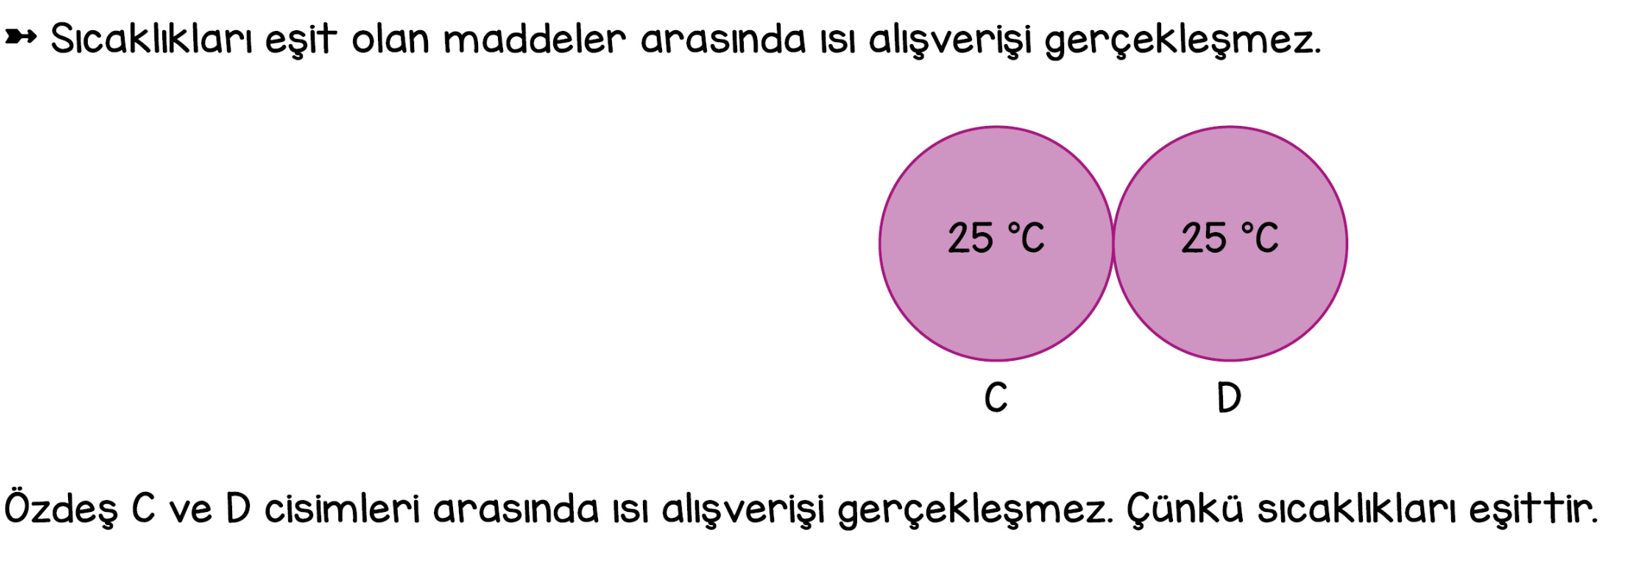 ➳ Sıcaklıkları eşit olan maddeler arasında ısı alışverişi gerçekleşmez.
25 °C 25 °C
C D
Özdeş C ve D cisimleri arasında ısı alışverişi gerçekleşmez. Çünkü sıcaklıkları eşittir.